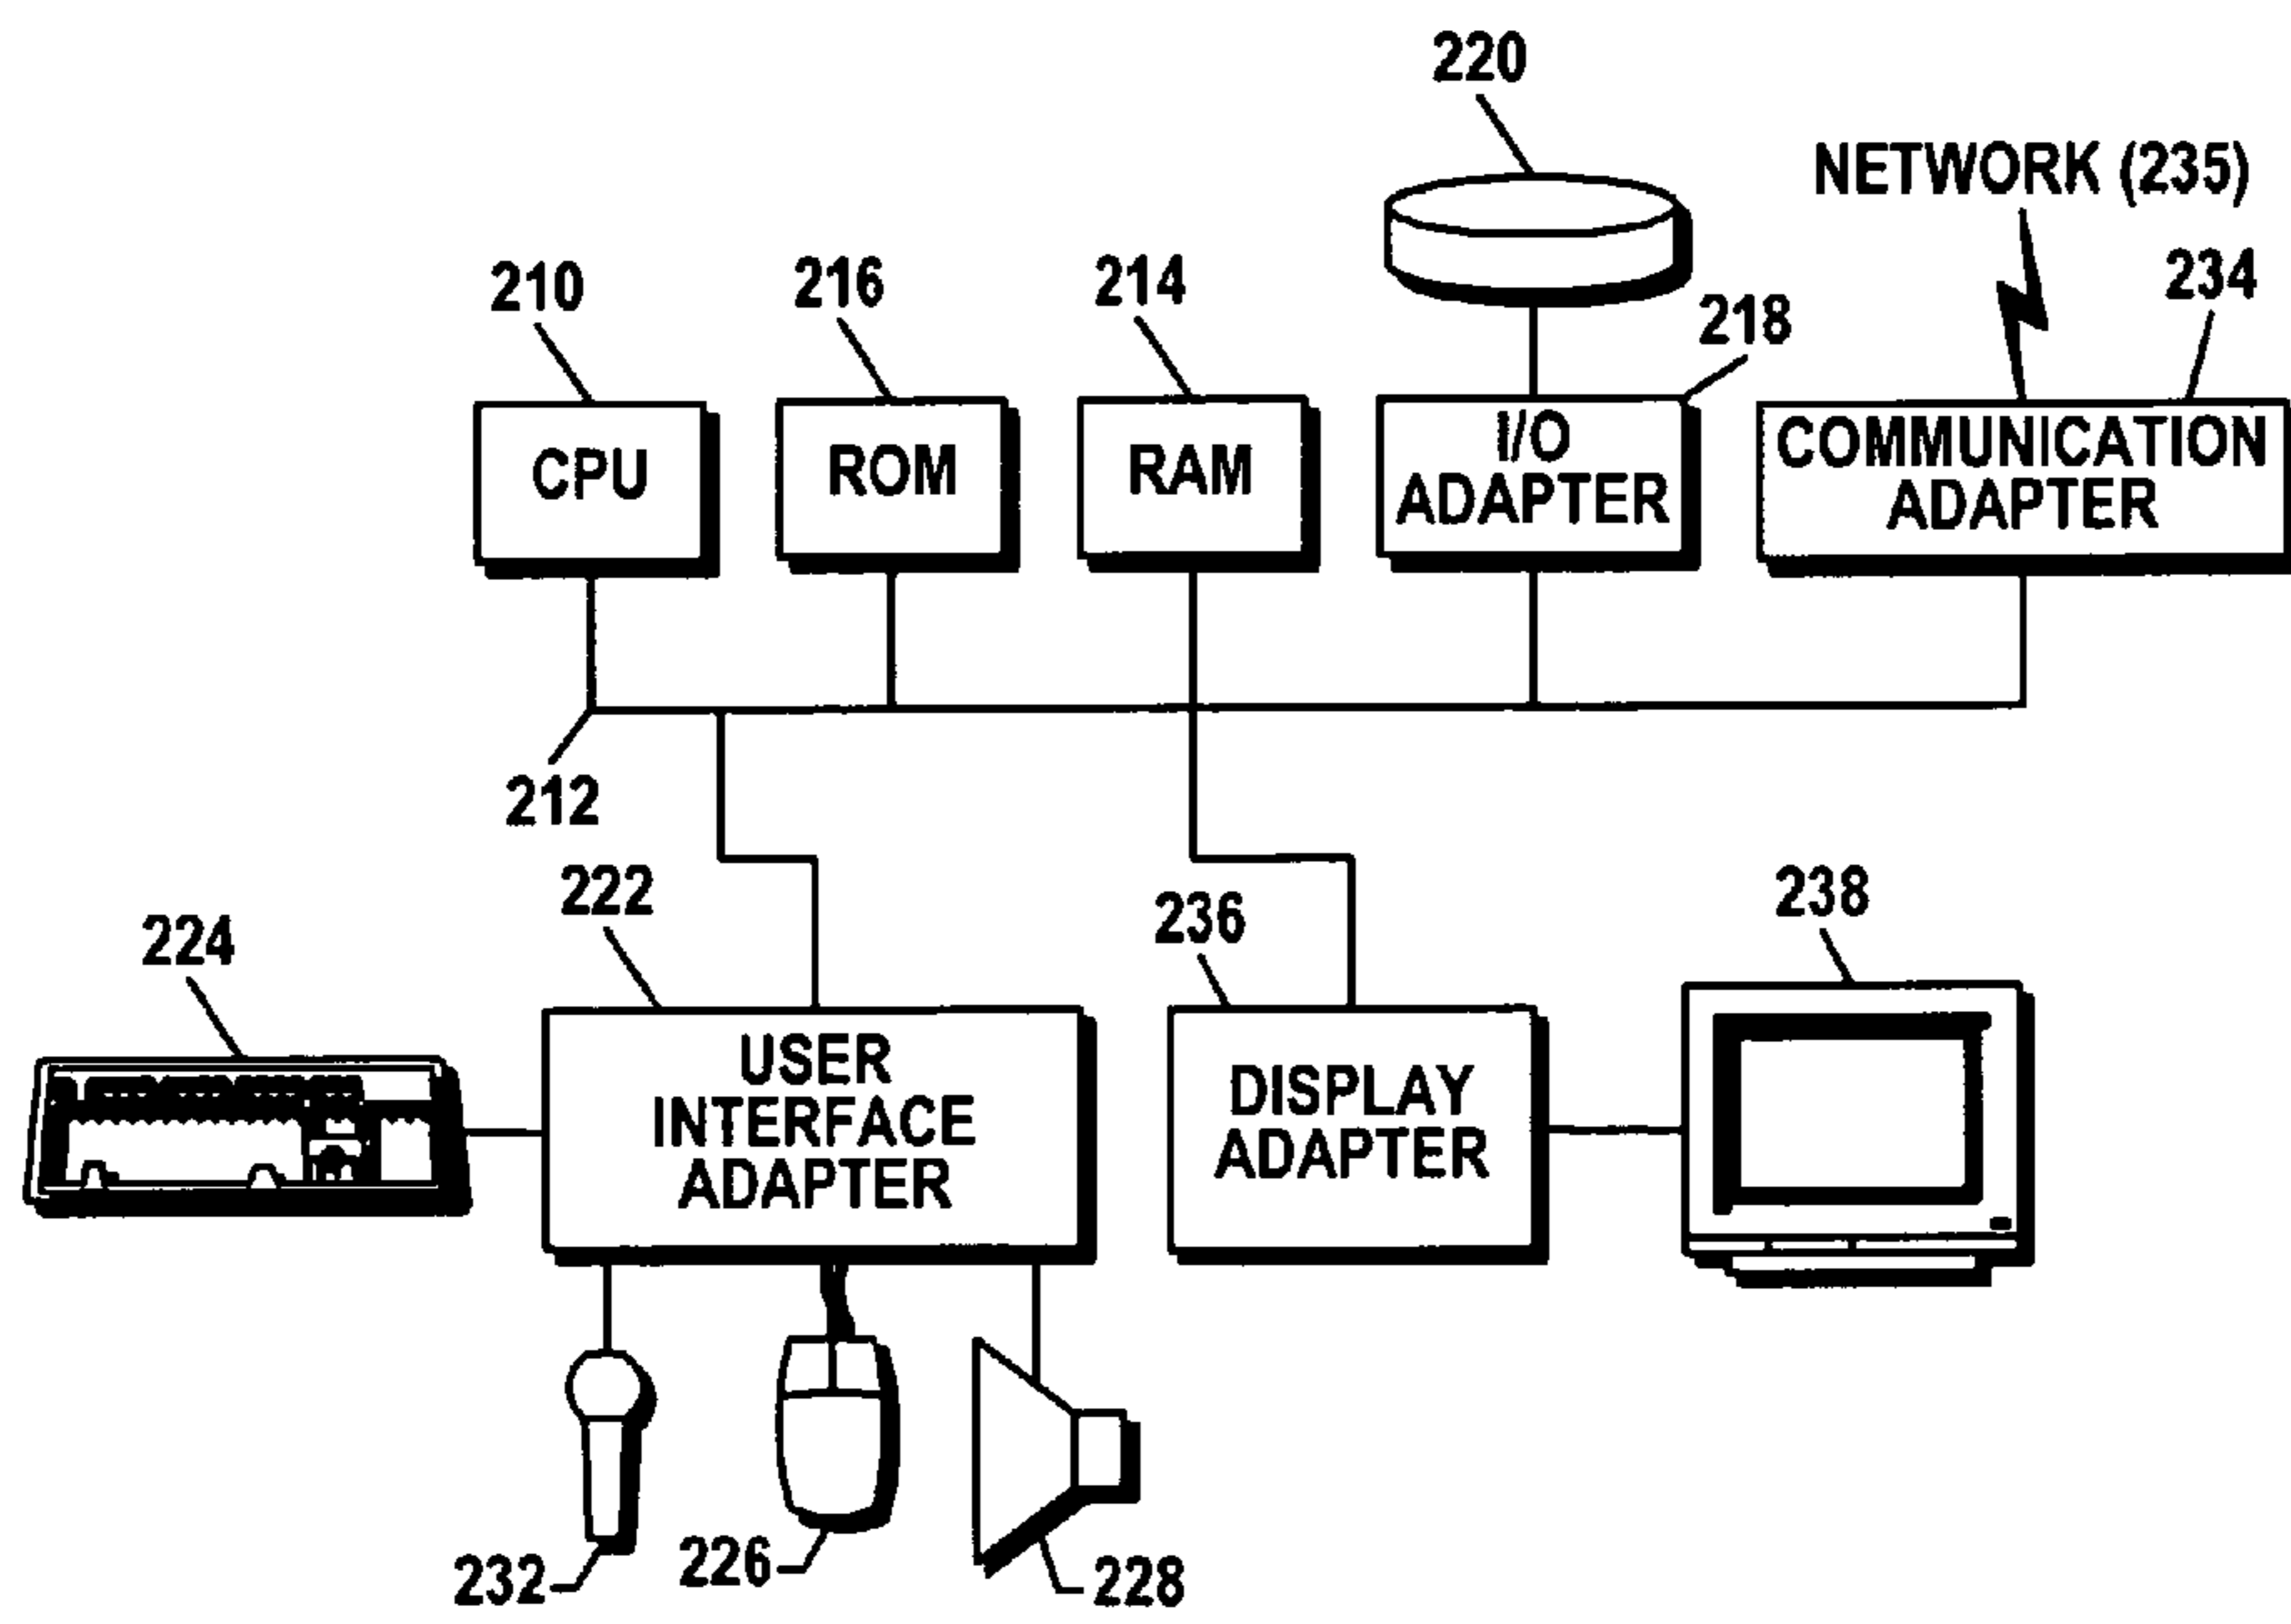 220
NETWORK (235)
210
216
214
218
234
CPU
ROM
RAM
I/O
ADAPTER
COMMUNICATION
ADAPTER
212
222
236
238
224
USER
INTERFACE
ADAPTER
DISPLAY
ADAPTER
232
226
228